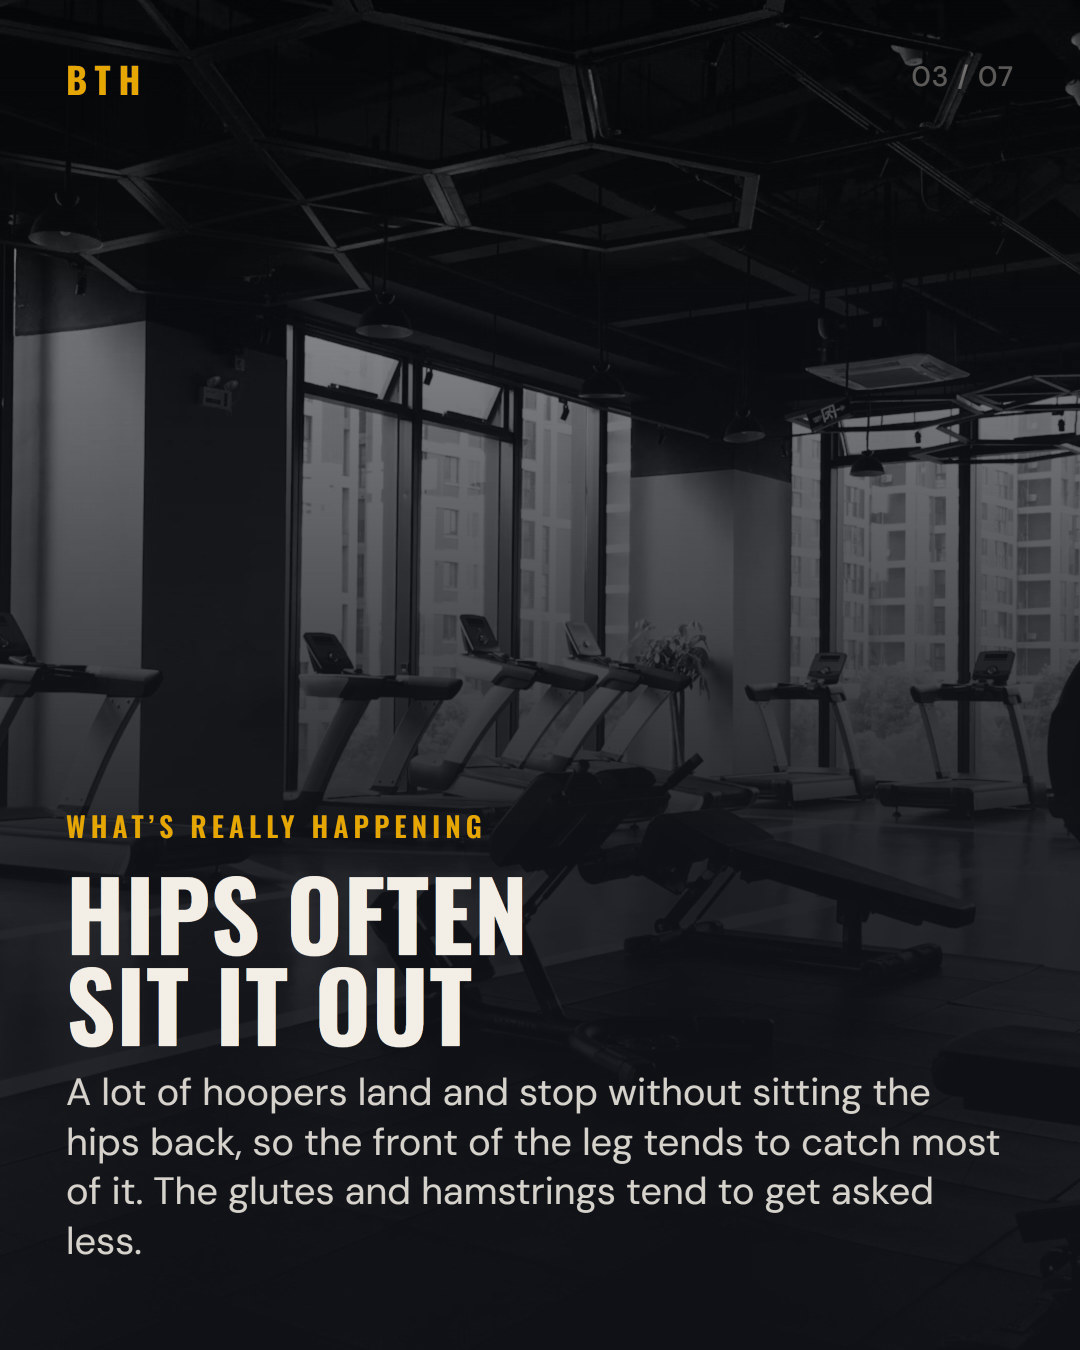 BTH
03 / 07
WHAT’S REALLY HAPPENING
HIPS OFTEN
SIT IT OUT
A lot of hoopers land and stop without sitting the
hips back, so the front of the leg tends to catch most
of it. The glutes and hamstrings tend to get asked
less.